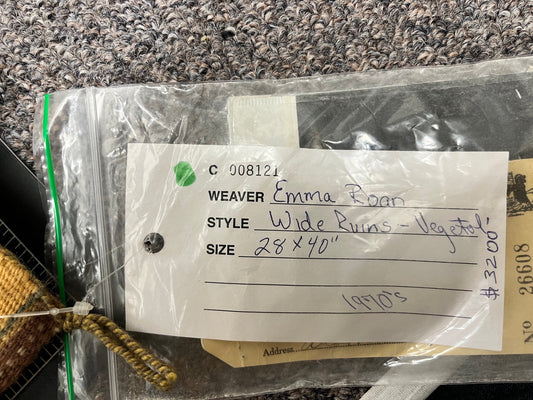 C 008121
WEAVER Emma Roan
STYLE Wide Ruins - Vegetal
SIZE 28 x 40"
1970's
$3200.
Nº 26608
Address